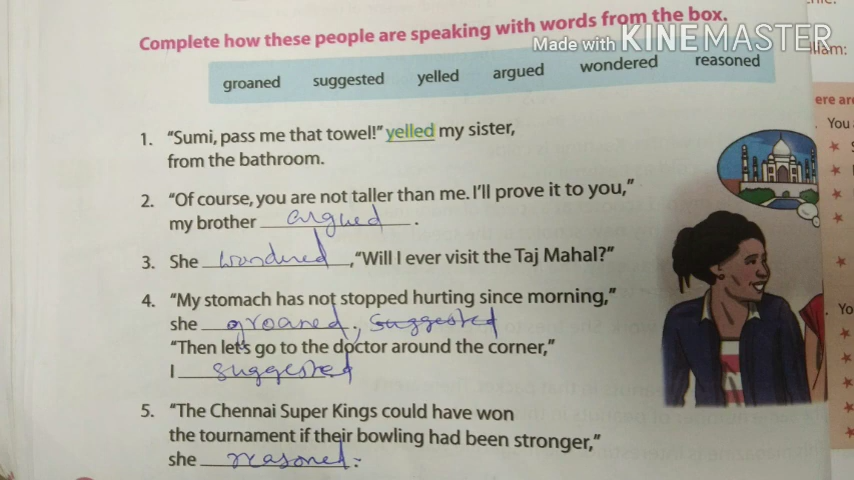 Complete how these people are speaking with words from the box.
Made with KINEMASTER
groaned suggested yelled argued wondered reasoned
1. "Sumi, pass me that towel!" yelled my sister,
from the bathroom.
2. "Of course, you are not taller than me. I'll prove it to you,"
my brother argued.
3. She wondered, "Will I ever visit the Taj Mahal?"
4. "My stomach has not stopped hurting since morning,"
she groaned, suggested
"Then let's go to the doctor around the corner,"
I suggested
5. "The Chennai Super Kings could have won
the tournament if their bowling had been stronger,"
she reasoned.
ere are
You
Yo